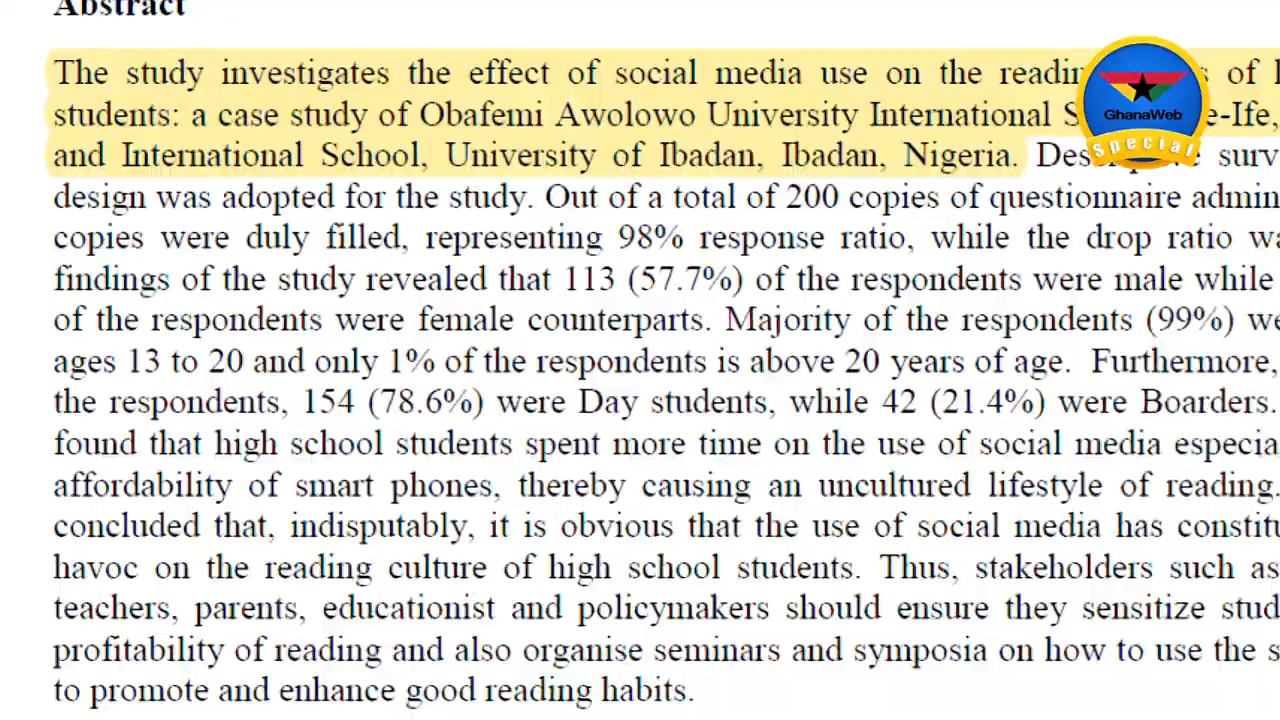 Abstract
The study investigates the effect of social media use on the of
students: a case study of Obafemi Awolowo University International
and International School, University of Ibadan, Ibadan, Nigeria.
design was adopted for the study. Out of a total of 200 copies of questionnaire
copies were duly filled, representing 98% response ratio, while the drop ratio
findings of the study revealed that 113 (57.7%) of the respondents were male while
of the respondents were female counterparts. Majority of the respondents (99%)
ages 13 to 20 and only 1% of the respondents is above 20 years of age. Furthermore,
the respondents, 154 (78.6%) were Day students, while 42 (21.4%) were Boarders.
found that high school students spent more time on the use of social media
affordability of smart phones, thereby causing an uncultured lifestyle of reading.
concluded that, indisputably, it is obvious that the use of social media has
havoc on the reading culture of high school students. Thus, stakeholders such as
teachers, parents, educationist and policymakers should ensure they sensitize
profitability of reading and also organise seminars and symposia on how to use the
to promote and enhance good reading habits.
GhanaWeb
Special